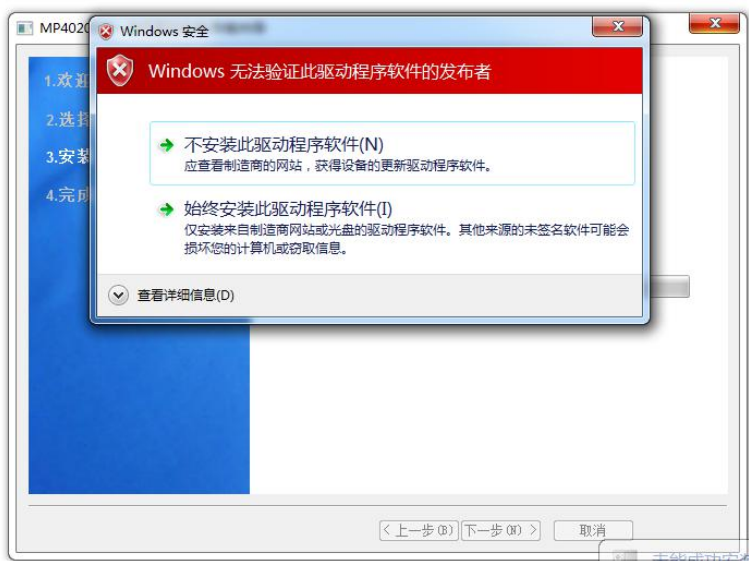 MP4020
Windows 安全
Windows 无法验证此驱动程序软件的发布者
1.欢迎
2.选择
3.安装
4.完成
不安装此驱动程序软件(N)
应查看制造商的网站，获得设备的更新驱动程序软件。
始终安装此驱动程序软件(I)
仅安装来自制造商网站或光盘的驱动程序软件。其他来源的未签名软件可能会
损坏您的计算机或窃取信息。
查看详细信息(D)
< 上一步(B) 下一步(N) > 取消
未能成功安装